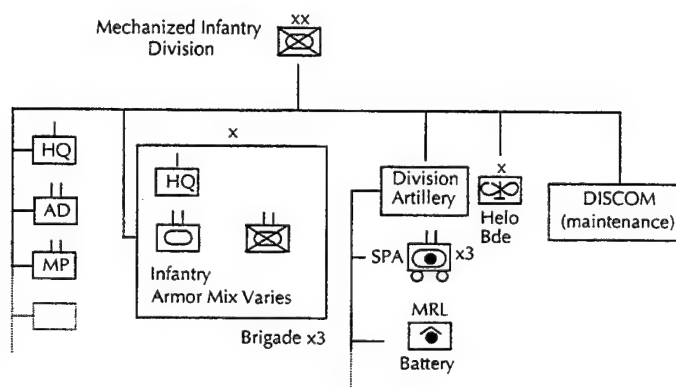 Mechanized Infantry
Division
xx
x
HQ
AD
MP
HQ
Infantry
Armor Mix Varies
Brigade x3
Division
Artillery
x
Helo
Bde
DISCOM
(maintenance)
SPA
x3
MRL
Battery